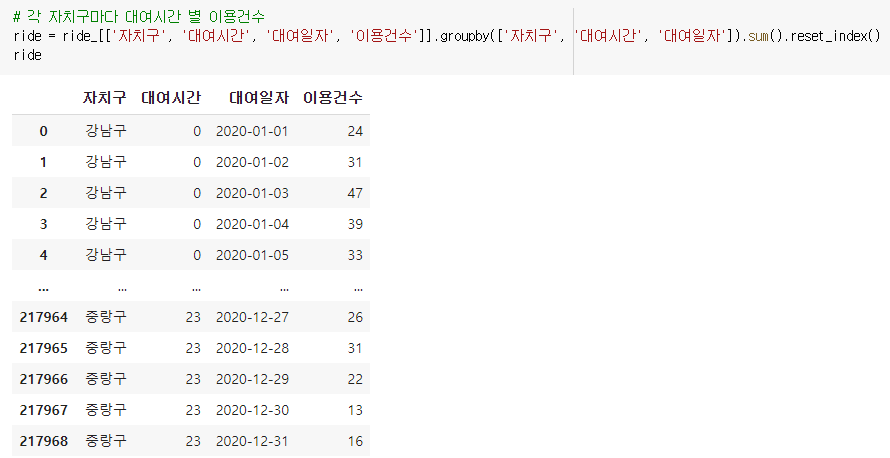 # 각 자치구마다 대여시간 별 이용건수
ride = ride_[['자치구', '대여시간', '대여일자', '이용건수']].groupby(['자치구', '대여시간', '대여일자']).sum().reset_index()
ride
자치구 대여시간 대여일자 이용건수
0 강남구 0 2020-01-01 24
1 강남구 0 2020-01-02 31
2 강남구 0 2020-01-03 47
3 강남구 0 2020-01-04 39
4 강남구 0 2020-01-05 33
... ... ... ... ...
217964 중랑구 23 2020-12-27 26
217965 중랑구 23 2020-12-28 31
217966 중랑구 23 2020-12-29 22
217967 중랑구 23 2020-12-30 13
217968 중랑구 23 2020-12-31 16